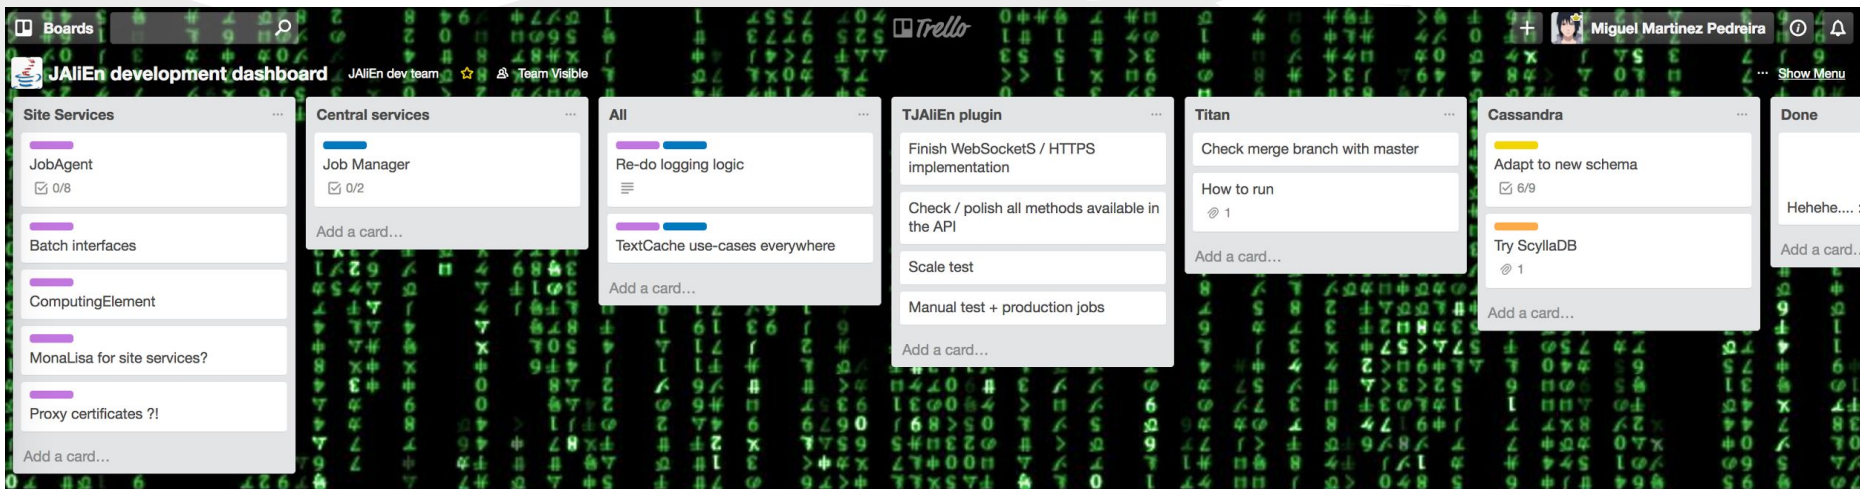 Boards
Trello
Miguel Martinez Pedreira
JAliEn development dashboard
JAliEn dev team
Team Visible
... Show Menu
Site Services ...
JobAgent
0/8
Batch interfaces
ComputingElement
MonaLisa for site services?
Proxy certificates ?!
Add a card...
Central services ...
Job Manager
0/2
Add a card...
All ...
Re-do logging logic
TextCache use-cases everywhere
Add a card...
TJAliEn plugin ...
Finish WebSocketS / HTTPS
implementation
Check / polish all methods available in
the API
Scale test
Manual test + production jobs
Add a card...
Titan ...
Check merge branch with master
How to run
1
Add a card...
Cassandra ...
Adapt to new schema
6/9
Try ScyllaDB
1
Add a card...
Done
Hehehe.... :
Add a card..